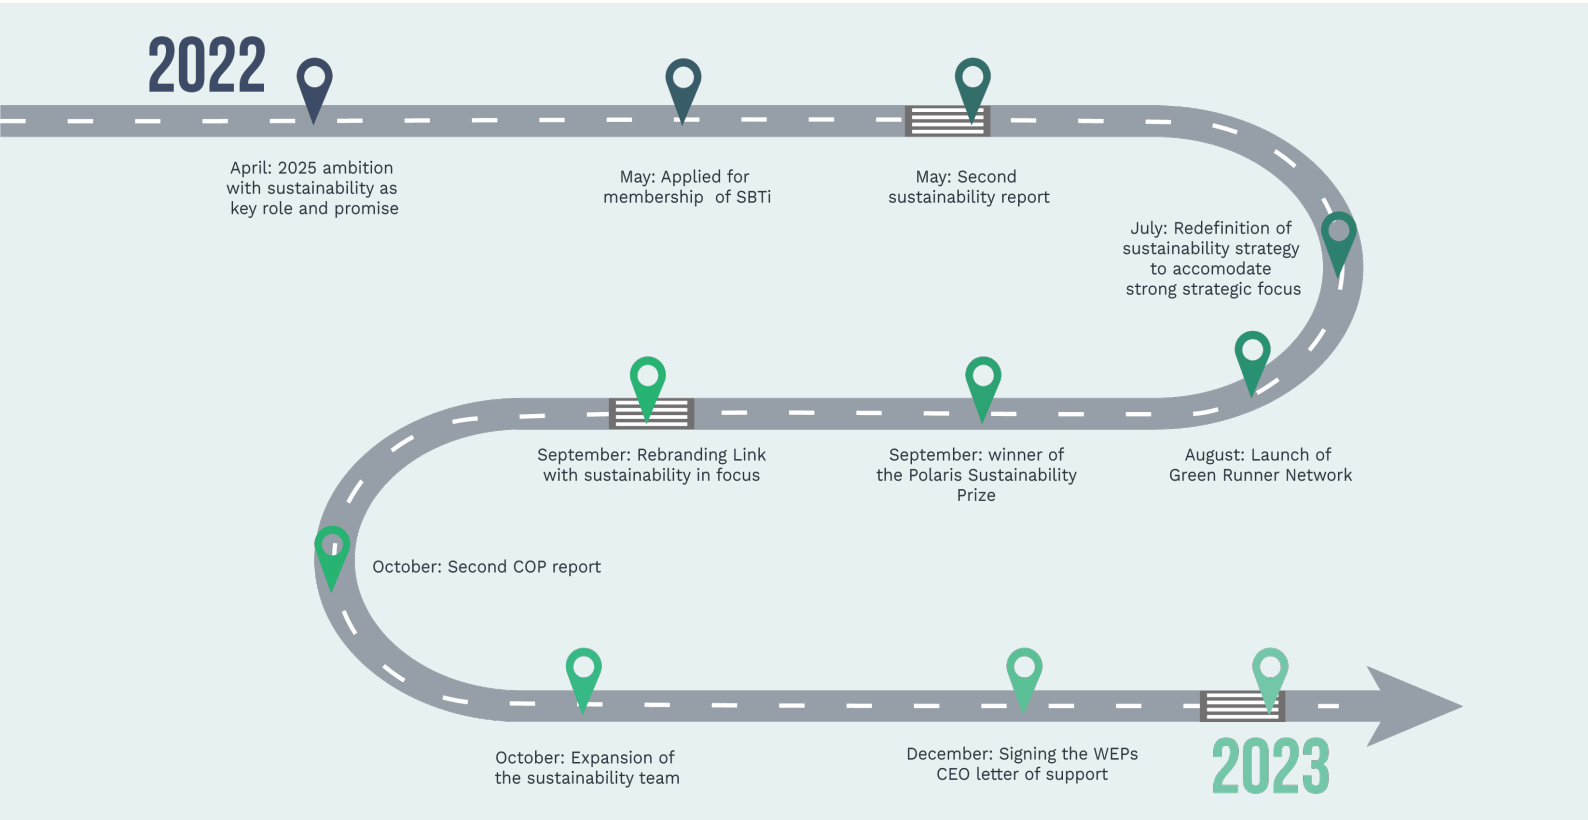 2022
April: 2025 ambition
with sustainability as
key role and promise
May: Applied for
membership of SBTi
May: Second
sustainability report
July: Redefinition of
sustainability strategy
to accomodate
strong strategic focus
August: Launch of
Green Runner Network
September: winner of
the Polaris Sustainability
Prize
September: Rebranding Link
with sustainability in focus
October: Second COP report
October: Expansion of
the sustainability team
December: Signing the WEPs
CEO letter of support
2023